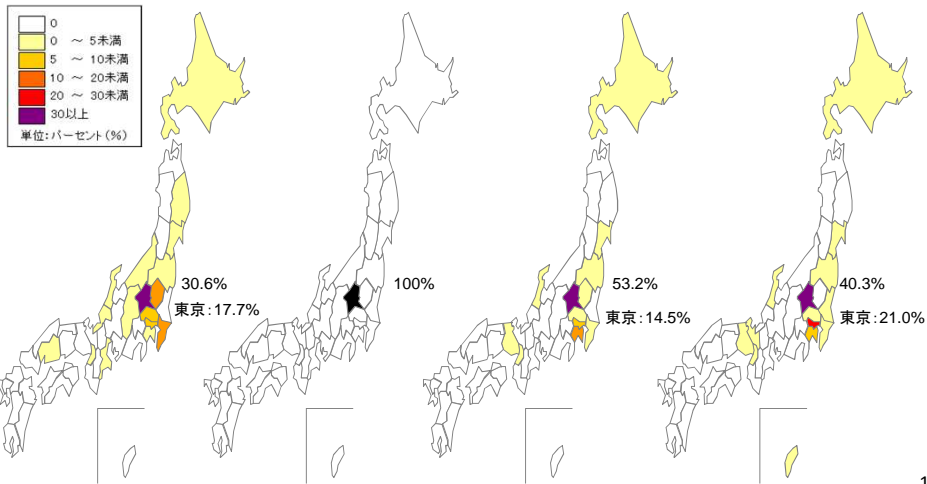 0
0 ～ 5未満
5 ～ 10未満
10 ～ 20未満
20 ～ 30未満
30以上
単位：パーセント（％）
30.6%
東京：17.7%
100%
53.2%
東京：14.5%
40.3%
東京：21.0%
1